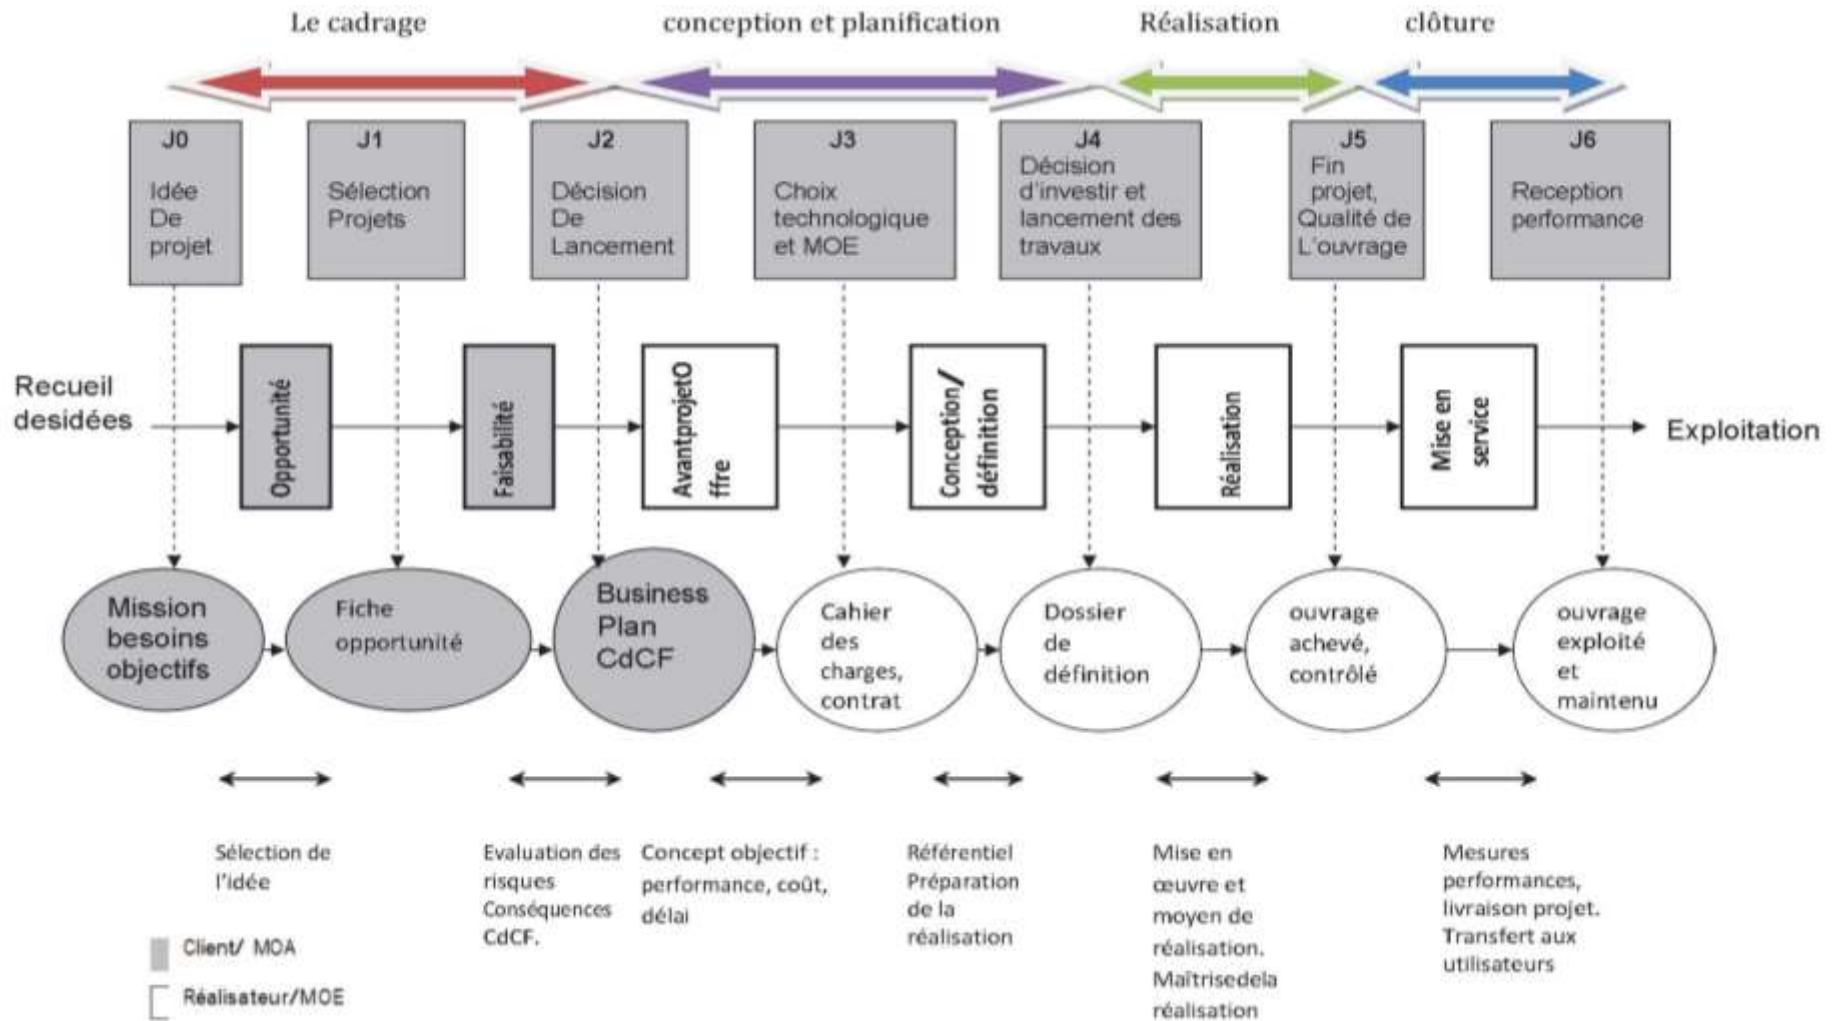 Le cadrage
conception et planification
Réalisation
clôture
J0
Idée
De
projet
J1
Sélection
Projets
J2
Décision
De
Lancement
J3
Choix
technologique
et MOE
J4
Décision
d'investir et
lancement des
travaux
J5
Fin
projet,
Qualité de
L'ouvrage
J6
Reception
performance
Recueil
desidées
Opportunité
Faisabilité
AvantprojetO
ffre
Conception/
définition
Réalisation
Mise en
service
Exploitation
Mission
besoins
objectifs
Fiche
opportunité
Business
Plan
CdCF
Cahier
des
charges,
contrat
Dossier
de
définition
ouvrage
achevé,
contrôlé
ouvrage
exploité
et
maintenu
Sélection de
l'idée
Evaluation des
risques
Conséquences
CdCF.
Concept objectif :
performance, coût,
délai
Référentiel
Préparation
de la
réalisation
Mise en
œuvre et
moyen de
réalisation.
Maîtrisedela
réalisation
Mesures
performances,
livraison projet.
Transfert aux
utilisateurs
Client/ MOA
Réalisateur/MOE